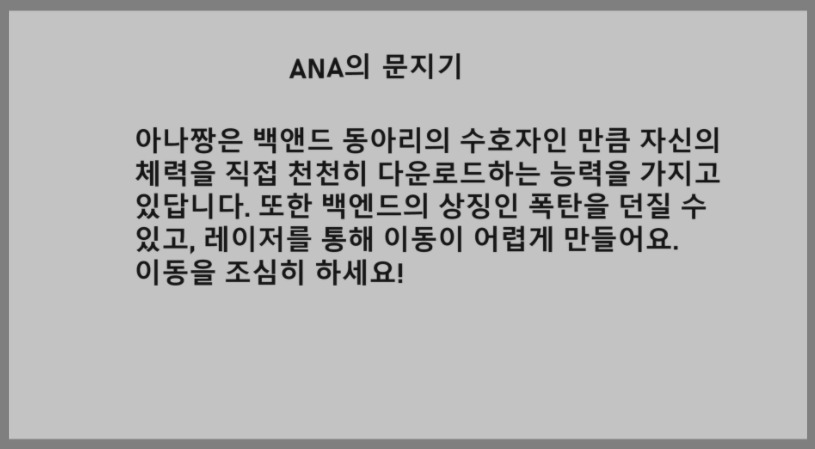 ANA의 문지기
아나짱은 백앤드 동아리의 수호자인 만큼 자신의
체력을 직접 천천히 다운로드하는 능력을 가지고
있답니다. 또한 백엔드의 상징인 폭탄을 던질 수
있고, 레이저를 통해 이동이 어렵게 만들어요.
이동을 조심히 하세요!